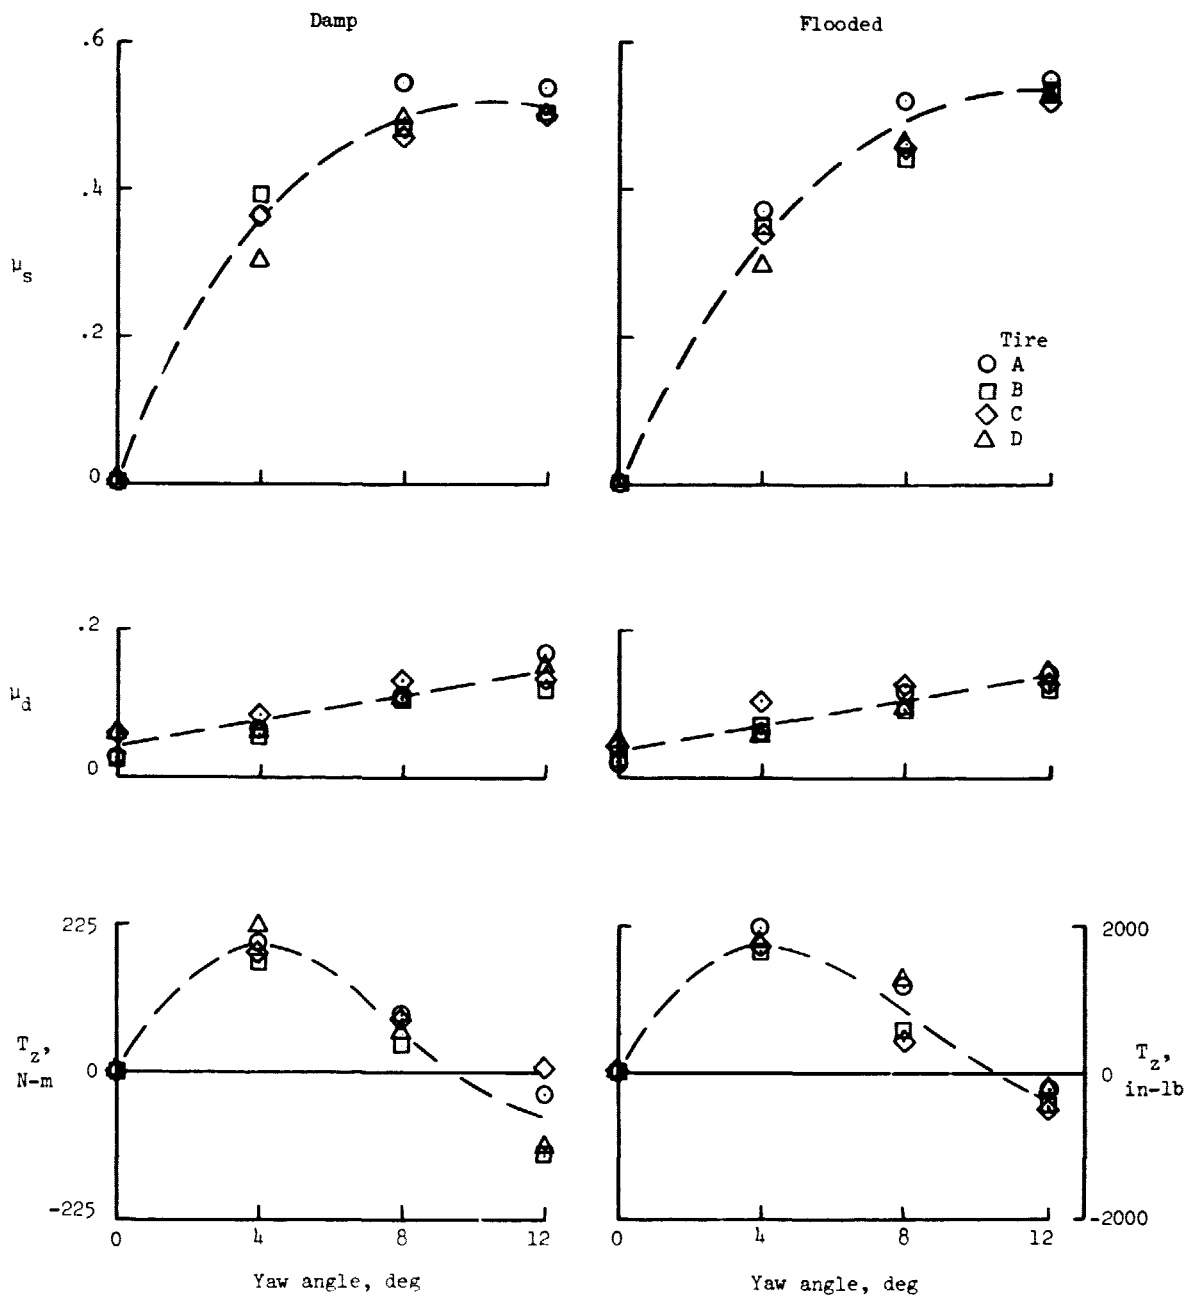 Damp
Flooded
.6
.4
μs
.2
0
Tire
A
B
C
D
.2
μd
0
225
Tz,
N-m
0
-225
2000
0
Tz,
in-lb
-2000
0 4 8 12
0 4 8 12
Yaw angle, deg
Yaw angle, deg